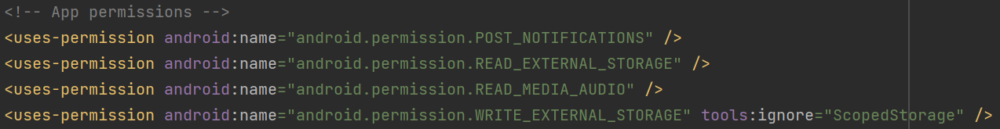 <!-- App permissions -->
<uses-permission android:name="android.permission.POST_NOTIFICATIONS" />
<uses-permission android:name="android.permission.READ_EXTERNAL_STORAGE" />
<uses-permission android:name="android.permission.READ_MEDIA_AUDIO" />
<uses-permission android:name="android.permission.WRITE_EXTERNAL_STORAGE" tools:ignore="ScopedStorage" />